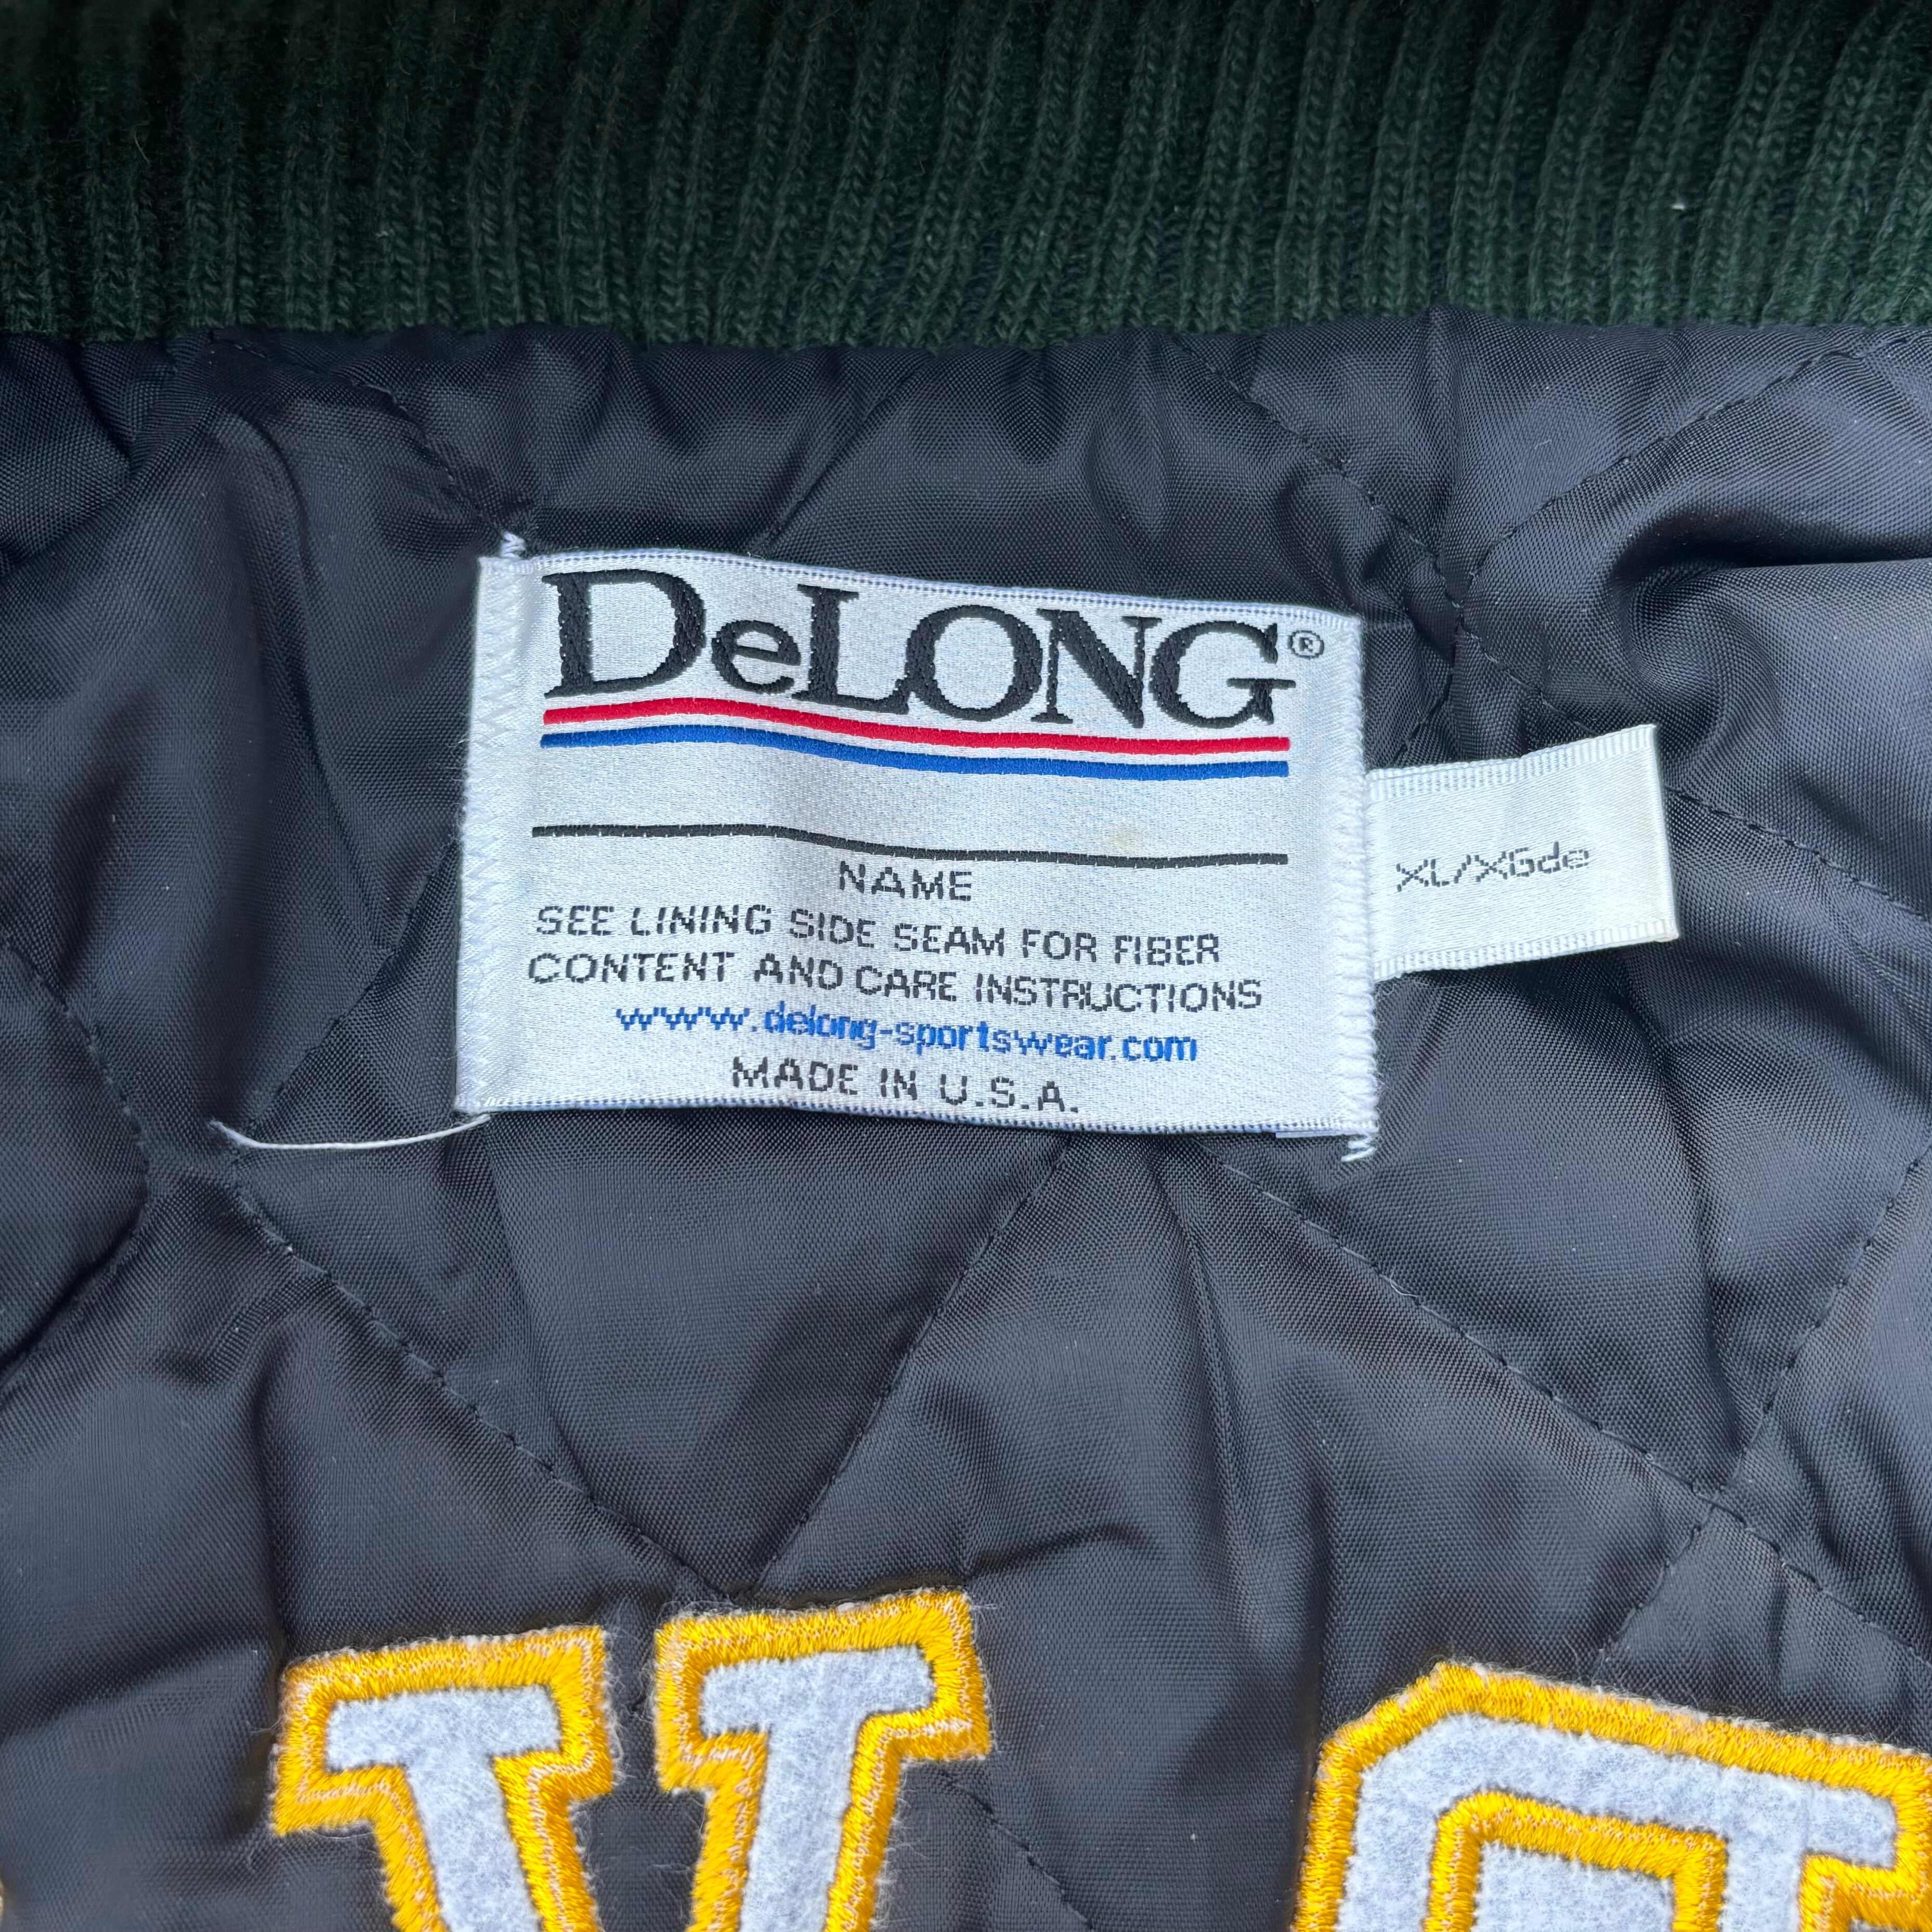 DeLONG®
NAME
SEE LINING SIDE SEAM FOR FIBER
CONTENT AND CARE INSTRUCTIONS
www.delong-sportswear.com
MADE IN U.S.A.
XL/XGde
V